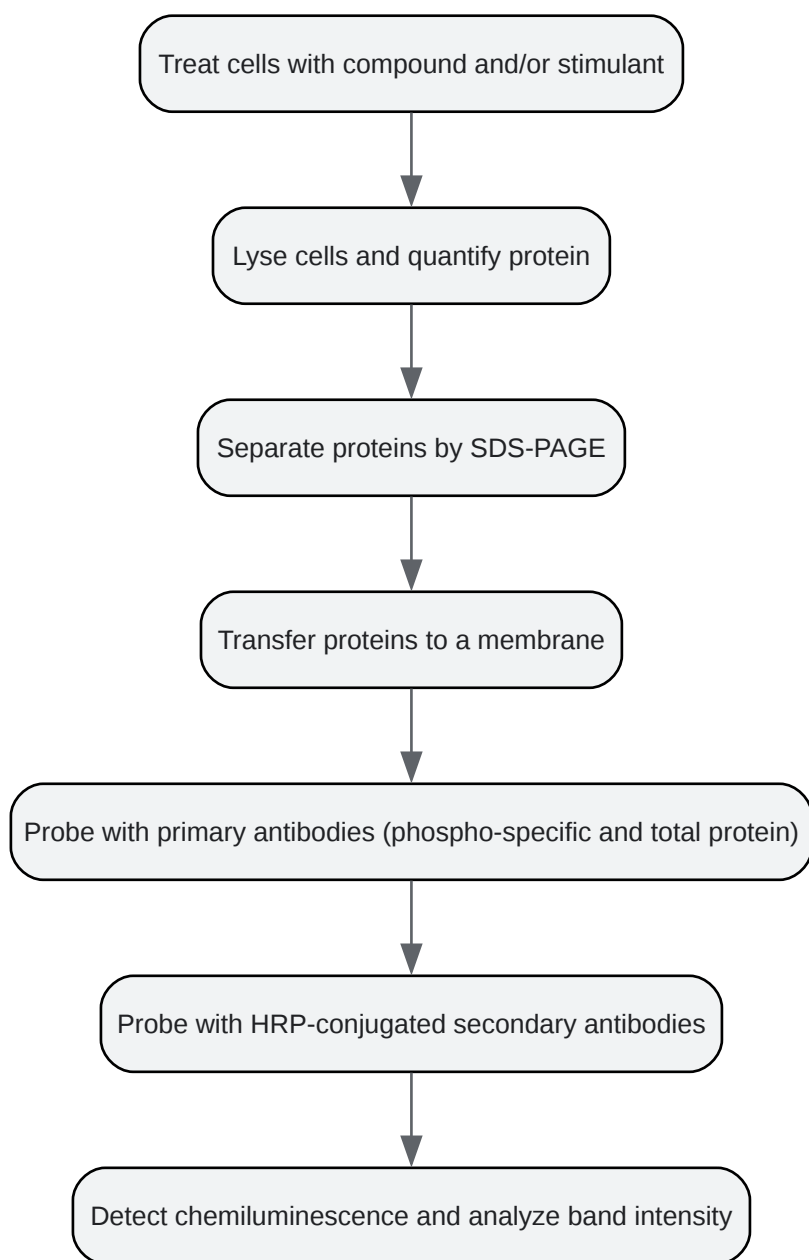 Treat cells with compound and/or stimulant
Lyse cells and quantify protein
Separate proteins by SDS-PAGE
Transfer proteins to a membrane
Probe with primary antibodies (phospho-specific and total protein)
Probe with HRP-conjugated secondary antibodies
Detect chemiluminescence and analyze band intensity